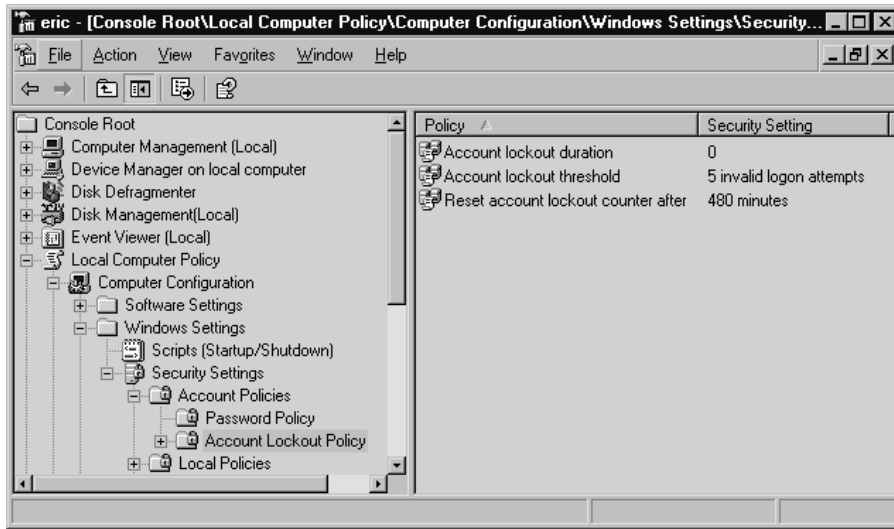 eric - [Console Root\Local Computer Policy\Computer Configuration\Windows Settings\Security...
File Action View Favorites Window Help
Console Root
Computer Management (Local)
Device Manager on local computer
Disk Defragmenter
Disk Management(Local)
Event Viewer (Local)
Local Computer Policy
Computer Configuration
Software Settings
Windows Settings
Scripts (Startup/Shutdown)
Security Settings
Account Policies
Password Policy
Account Lockout Policy
Local Policies
Policy Security Setting
Account lockout duration 0
Account lockout threshold 5 invalid logon attempts
Reset account lockout counter after 480 minutes